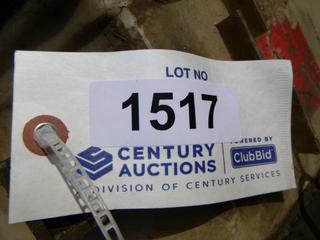 LOT NO
1517
CENTURY
AUCTIONS
POWERED BY
ClubBid
DIVISION OF CENTURY SERVICES